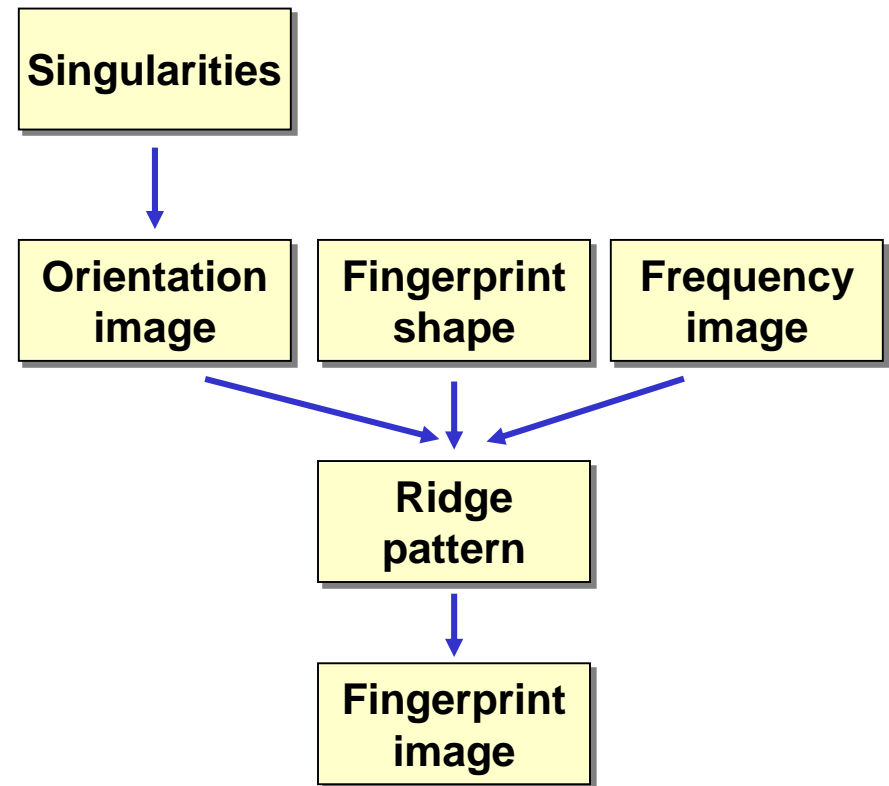 Singularities
Orientation
image
Fingerprint
shape
Frequency
image
Ridge
pattern
Fingerprint
image